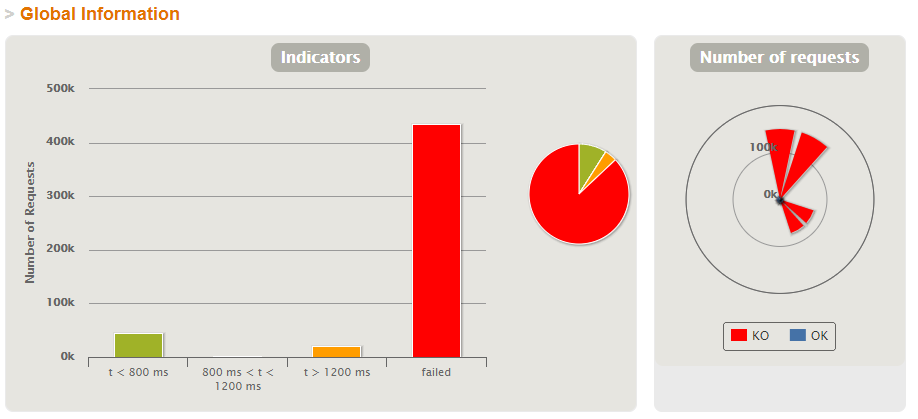 > Global Information
Indicators
Number of requests
500k
400k
300k
200k
100k
0k
Number of Requests
t < 800 ms
800 ms < t <
1200 ms
t > 1200 ms
failed
100k
0k
KO
OK